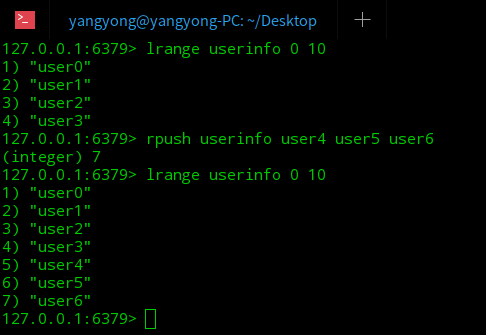 yangyong@yangyong-PC: ~/Desktop
127.0.0.1:6379> lrange userinfo 0 10
1) "user0"
2) "user1"
3) "user2"
4) "user3"
127.0.0.1:6379> rpush userinfo user4 user5 user6
(integer) 7
127.0.0.1:6379> lrange userinfo 0 10
1) "user0"
2) "user1"
3) "user2"
4) "user3"
5) "user4"
6) "user5"
7) "user6"
127.0.0.1:6379>